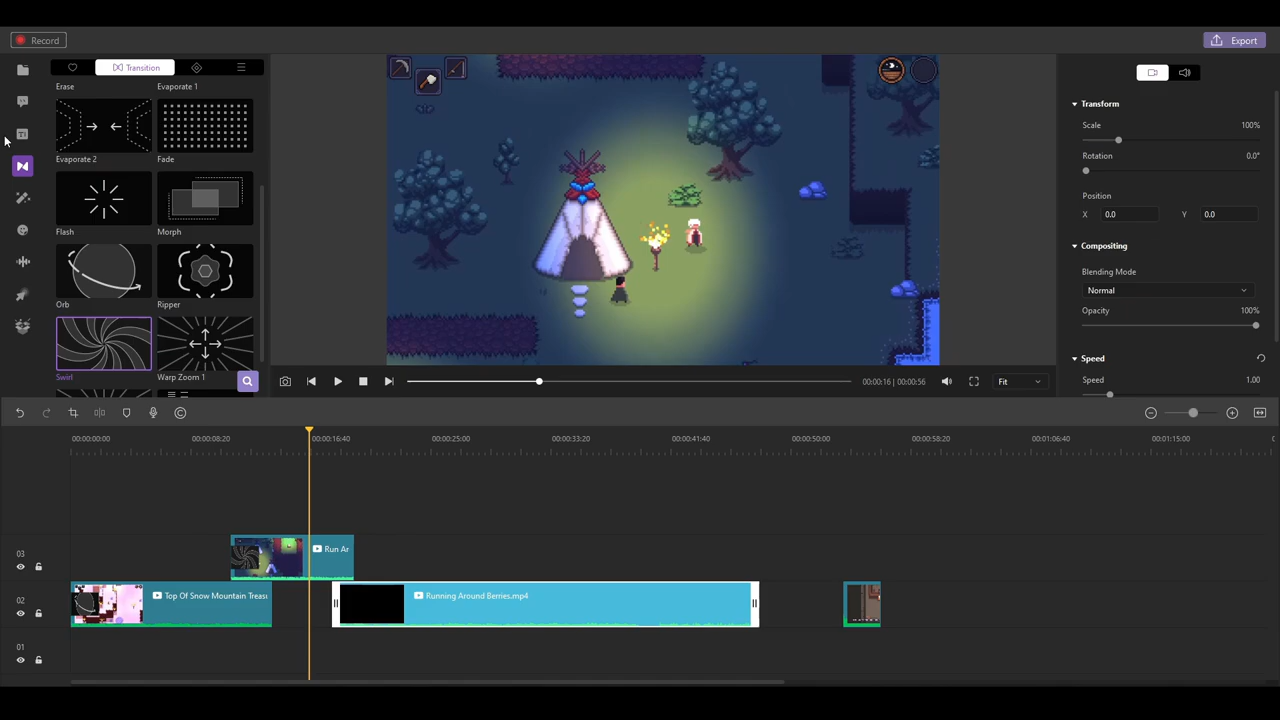 Record
Export
Transition
Erase
Evaporate 1
Evaporate 2
Fade
Flash
Morph
Orb
Ripper
Swirl
Warp Zoom 1
Transform
Scale
100%
Rotation
0.0°
Position
X 0.0 Y 0.0
Compositing
Blending Mode
Normal
Opacity
100%
Speed
Speed
1.00
00:00:16 | 00:00:56
Fit
00:00:00:00 00:00:08:20 00:00:16:40 00:00:25:00 00:00:33:20 00:00:41:40 00:00:50:00 00:00:58:20 00:01:06:40 00:01:15:00
03
Run Ar
02
Top Of Snow Mountain Treasu
Running Around Berries.mp4
01